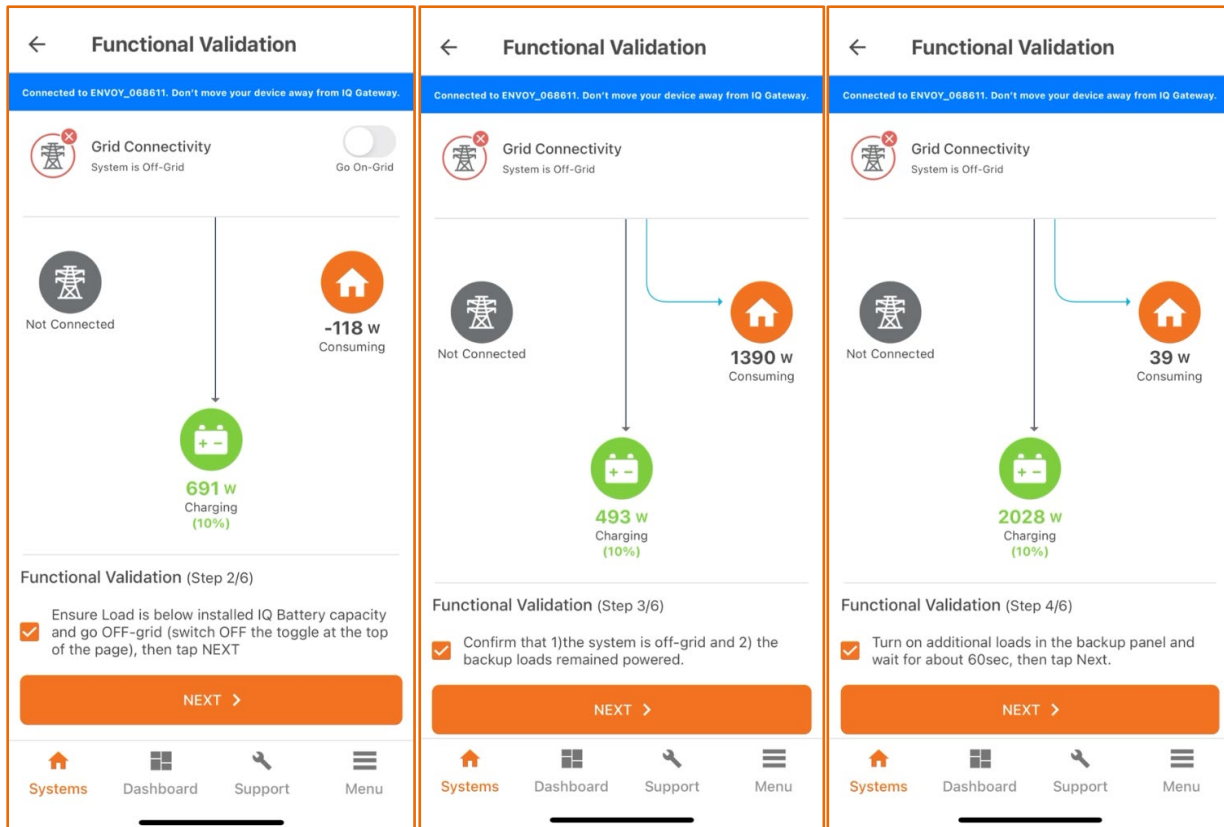 Functional Validation
Connected to ENVOY_068611. Don't move your device away from IQ Gateway.
Grid Connectivity
System is Off-Grid
Go On-Grid
Not Connected
-118 W
Consuming
691 W
Charging
(10%)
Functional Validation (Step 2/6)
Ensure Load is below installed IQ Battery capacity
and go OFF-grid (switch OFF the toggle at the top
of the page), then tap NEXT
NEXT
Systems
Dashboard
Support
Menu
Functional Validation
Connected to ENVOY_068611. Don't move your device away from IQ Gateway.
Grid Connectivity
System is Off-Grid
Not Connected
1390 W
Consuming
493 W
Charging
(10%)
Functional Validation (Step 3/6)
Confirm that 1)the system is off-grid and 2) the
backup loads remained powered.
NEXT
Systems
Dashboard
Support
Menu
Functional Validation
Connected to ENVOY_068611. Don't move your device away from IQ Gateway.
Grid Connectivity
System is Off-Grid
Not Connected
39 W
Consuming
2028 W
Charging
(10%)
Functional Validation (Step 4/6)
Turn on additional loads in the backup panel and
wait for about 60sec, then tap Next.
NEXT
Systems
Dashboard
Support
Menu